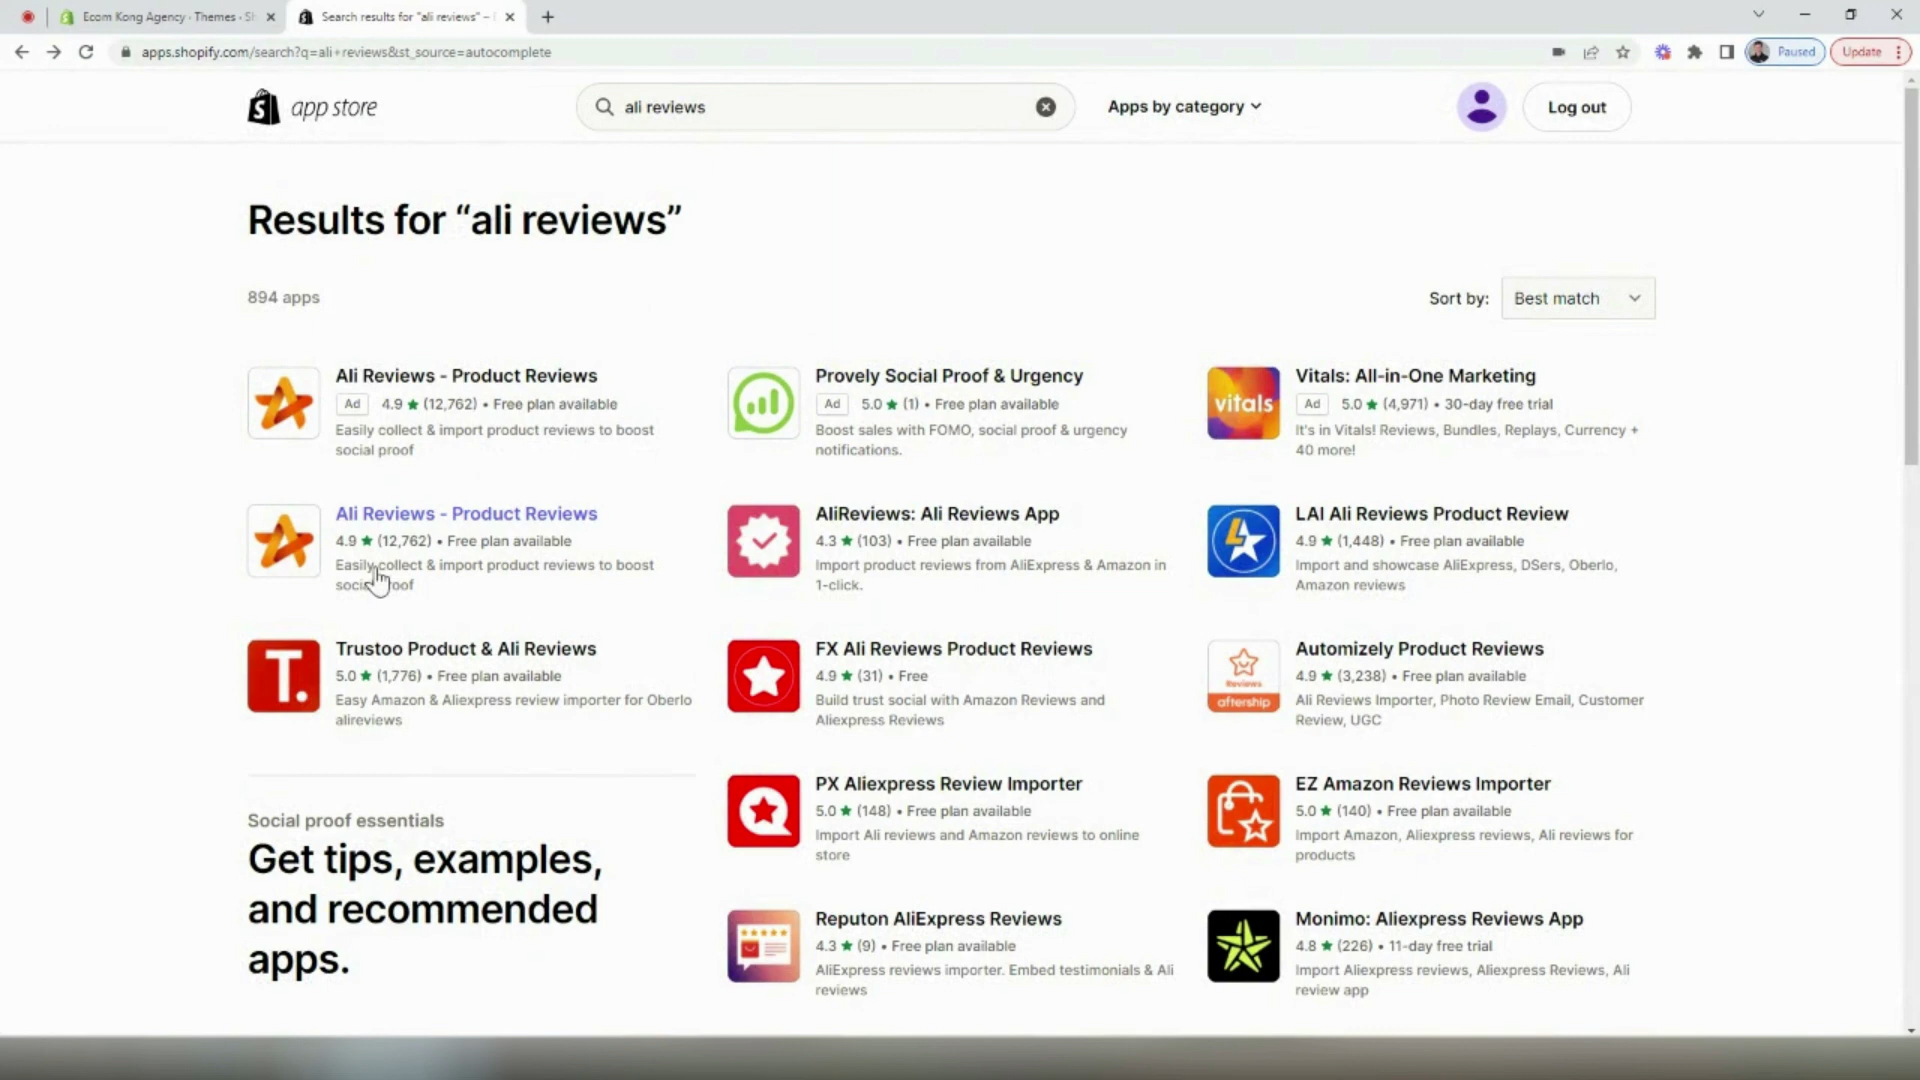 Ecom Kong Agency · Themes · Sh
Search results for "ali reviews" –
apps.shopify.com/search?q=ali+reviews&st_source=autocomplete
Paused
Update
app store
ali reviews
Apps by category
Log out
Results for “ali reviews”
894 apps
Sort by:
Best match
Ali Reviews - Product Reviews
Ad 4.9 ★ (12,762) • Free plan available
Easily collect & import product reviews to boost
social proof
Provely Social Proof & Urgency
Ad 5.0 ★ (1) • Free plan available
Boost sales with FOMO, social proof & urgency
notifications.
vitals
Vitals: All-in-One Marketing
Ad 5.0 ★ (4,971) • 30-day free trial
It's in Vitals! Reviews, Bundles, Replays, Currency +
40 more!
Ali Reviews - Product Reviews
4.9 ★ (12,762) • Free plan available
Easily collect & import product reviews to boost
social proof
AliReviews: Ali Reviews App
4.3 ★ (103) • Free plan available
Import product reviews from AliExpress & Amazon in
1-click.
LAI Ali Reviews Product Review
4.9 ★ (1,448) • Free plan available
Import and showcase AliExpress, DSers, Oberlo,
Amazon reviews
T.
Trustoo Product & Ali Reviews
5.0 ★ (1,776) • Free plan available
Easy Amazon & Aliexpress review importer for Oberlo
alireviews
FX Ali Reviews Product Reviews
4.9 ★ (31) • Free
Build trust social with Amazon Reviews and
Aliexpress Reviews
Reviews
aftership
Automizely Product Reviews
4.9 ★ (3,238) • Free plan available
Ali Reviews Importer, Photo Review Email, Customer
Review, UGC
PX Aliexpress Review Importer
5.0 ★ (148) • Free plan available
Import Ali reviews and Amazon reviews to online
store
EZ Amazon Reviews Importer
5.0 ★ (140) • Free plan available
Import Amazon, Aliexpress reviews, Ali reviews for
products
Social proof essentials
Get tips, examples,
and recommended
apps.
Reputon AliExpress Reviews
4.3 ★ (9) • Free plan available
AliExpress reviews importer. Embed testimonials & Ali
reviews
Monimo: Aliexpress Reviews App
4.8 ★ (226) • 11-day free trial
Import Aliexpress reviews, Aliexpress Reviews, Ali
review app